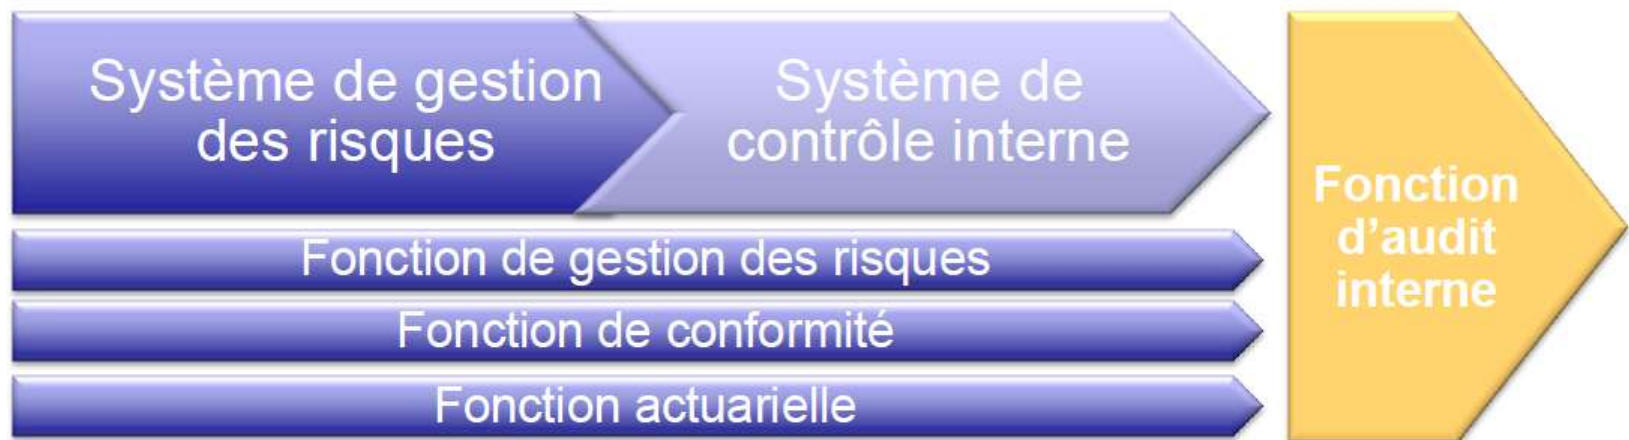 Système de gestion
des risques
Système de
contrôle interne
Fonction de gestion des risques
Fonction de conformité
Fonction actuarielle
Fonction
d'audit
interne